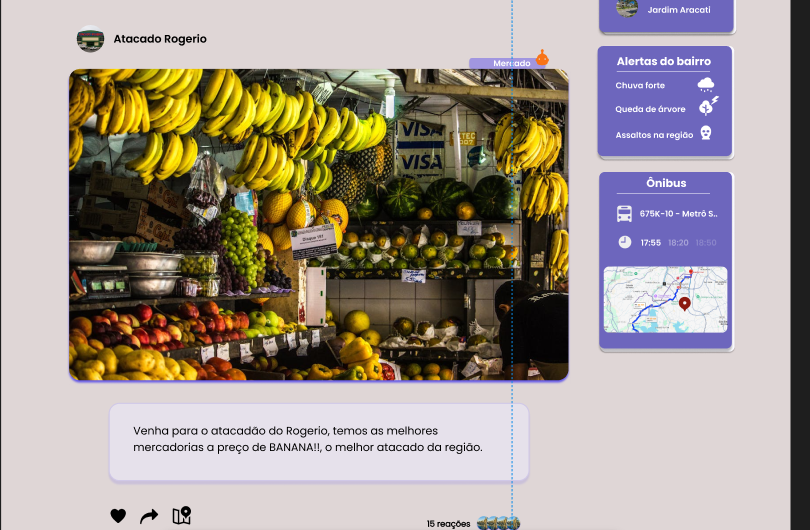 Jardim Aracati
Atacado Rogerio
Mercado
VISA
VISA
Venha para o atacadão do Rogerio, temos as melhores
mercadorias a preço de BANANA!!, o melhor atacado da região.
15 reações
Alertas do bairro
Chuva forte
Queda de árvore
Assaltos na região
Ônibus
675K-10 - Metrô S..
17:55 18:20 18:50